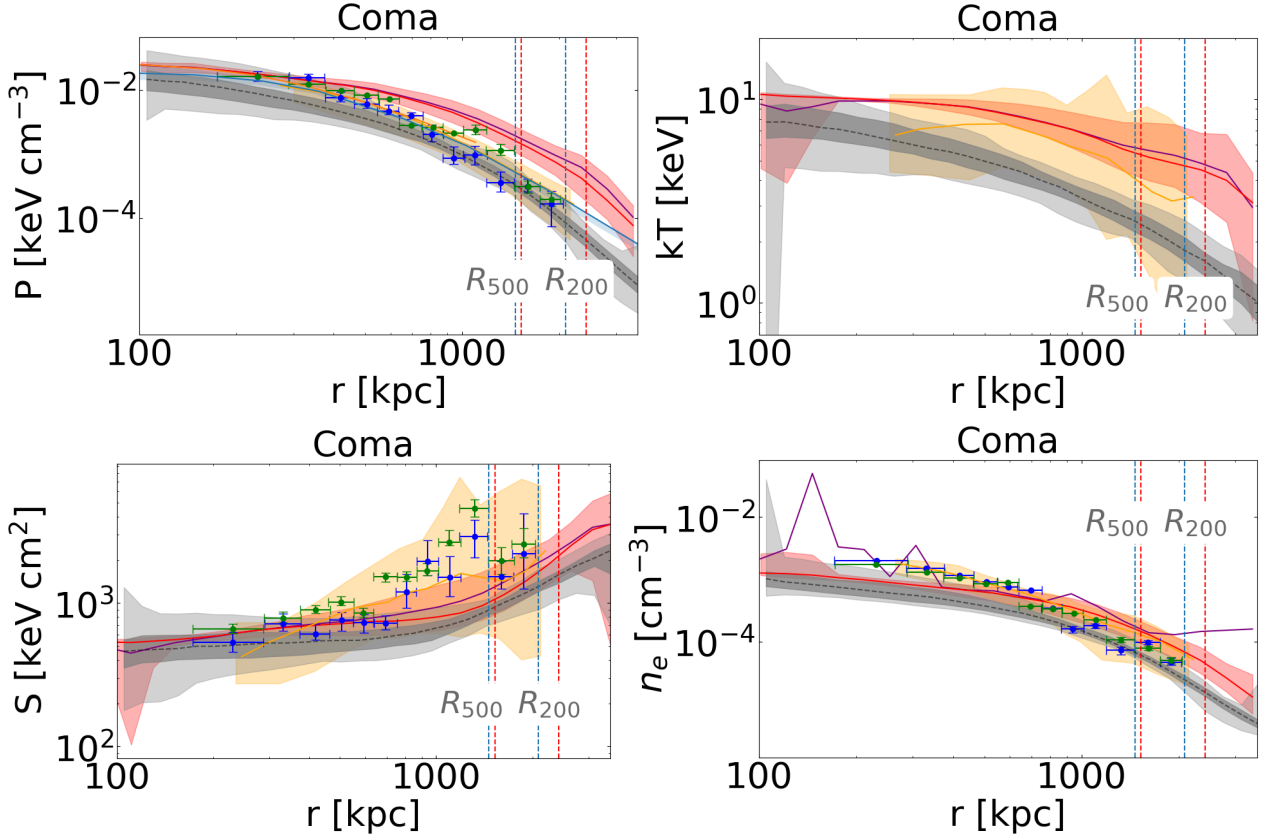 Coma
P [keV cm⁻³]
10⁻²
10⁻⁴
R₅₀₀ R₂₀₀
100 1000
r [kpc]
Coma
kT [keV]
10¹
10⁰
R₅₀₀ R₂₀₀
100 1000
r [kpc]
Coma
S [keV cm²]
10³
10²
R₅₀₀ R₂₀₀
100 1000
r [kpc]
Coma
nₑ [cm⁻³]
10⁻²
10⁻⁴
R₅₀₀ R₂₀₀
100 1000
r [kpc]